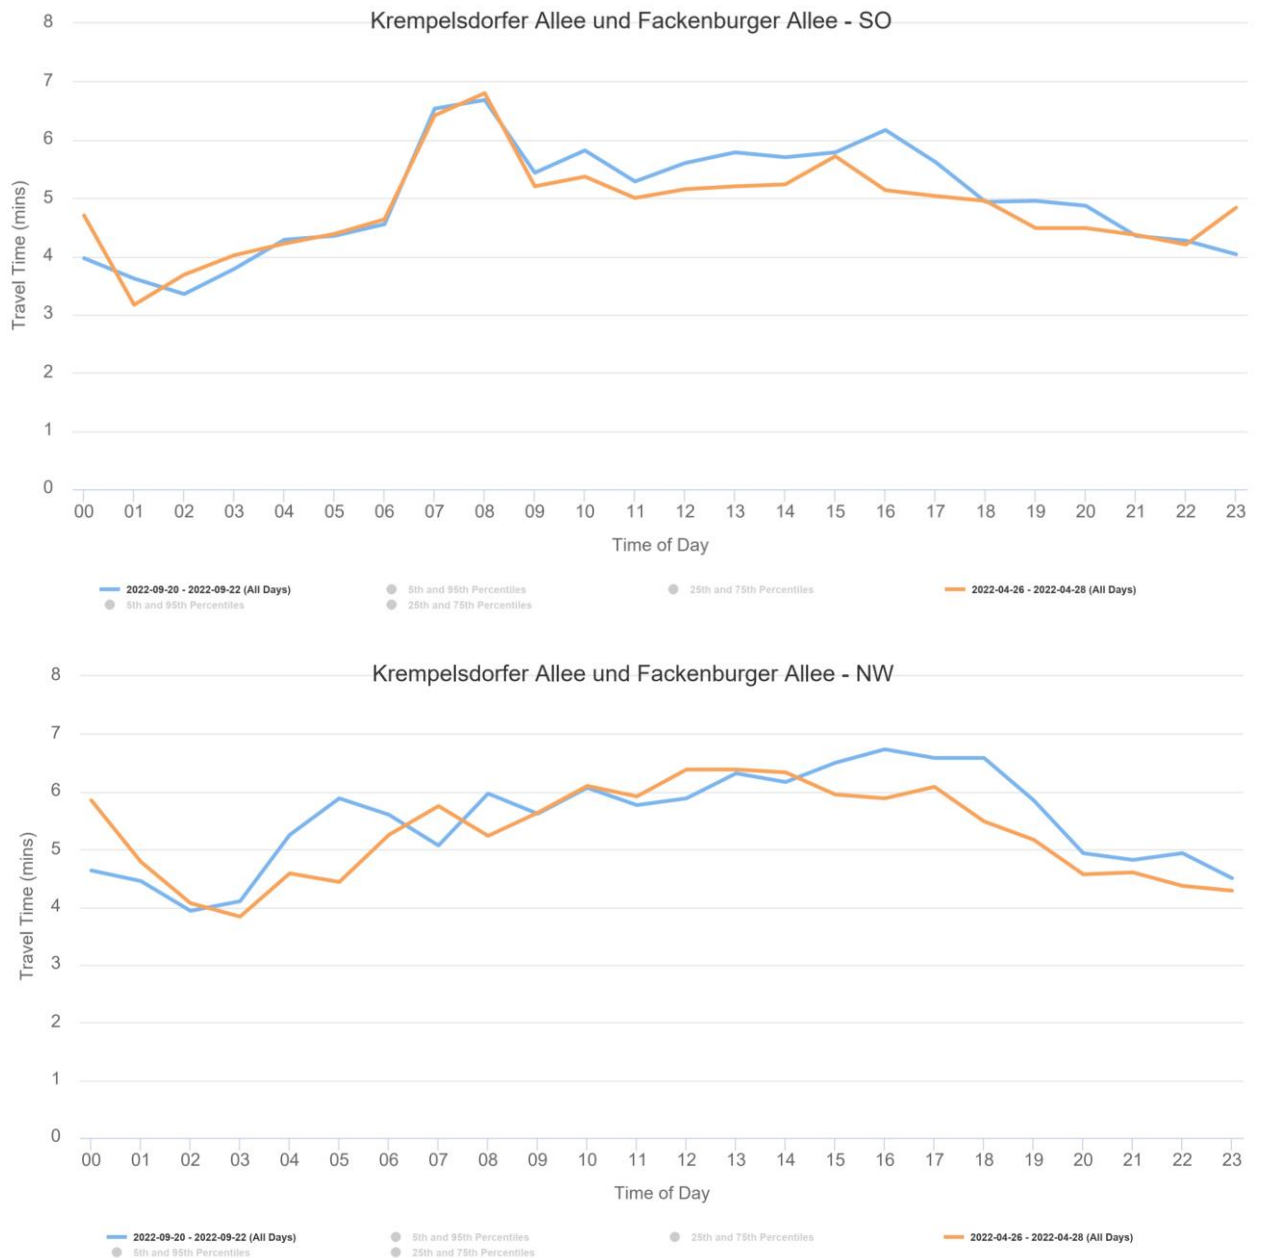 Krempelsdorfer Allee und Fackenburger Allee - SO
8
7
6
5
4
3
2
1
0
Travel Time (mins)
00 01 02 03 04 05 06 07 08 09 10 11 12 13 14 15 16 17 18 19 20 21 22 23
Time of Day
2022-09-20 - 2022-09-22 (All Days) 5th and 95th Percentiles 25th and 75th Percentiles 2022-04-26 - 2022-04-28 (All Days)
5th and 95th Percentiles 25th and 75th Percentiles
Krempelsdorfer Allee und Fackenburger Allee - NW
8
7
6
5
4
3
2
1
0
Travel Time (mins)
00 01 02 03 04 05 06 07 08 09 10 11 12 13 14 15 16 17 18 19 20 21 22 23
Time of Day
2022-09-20 - 2022-09-22 (All Days) 5th and 95th Percentiles 25th and 75th Percentiles 2022-04-26 - 2022-04-28 (All Days)
5th and 95th Percentiles 25th and 75th Percentiles